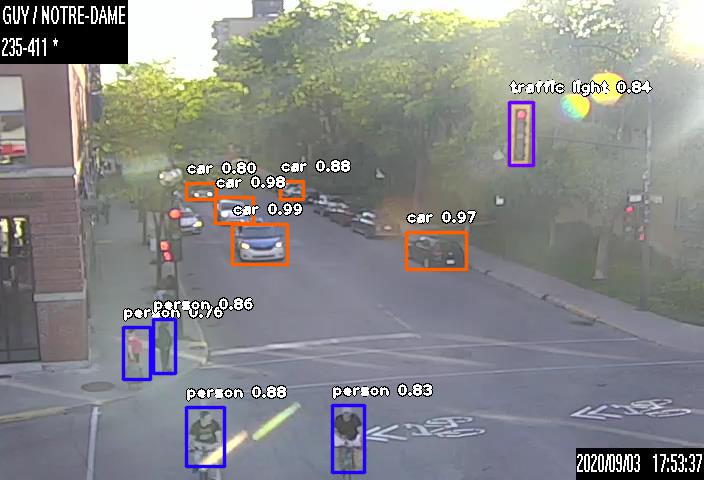 GUY / NOTRE-DAME
235-411 *
traffic light 0.84
car 0.80
car 0.88
car 0.98
car 0.99
car 0.97
person 0.86
person 0.76
person 0.88
person 0.83
2020/09/03 17:53:37